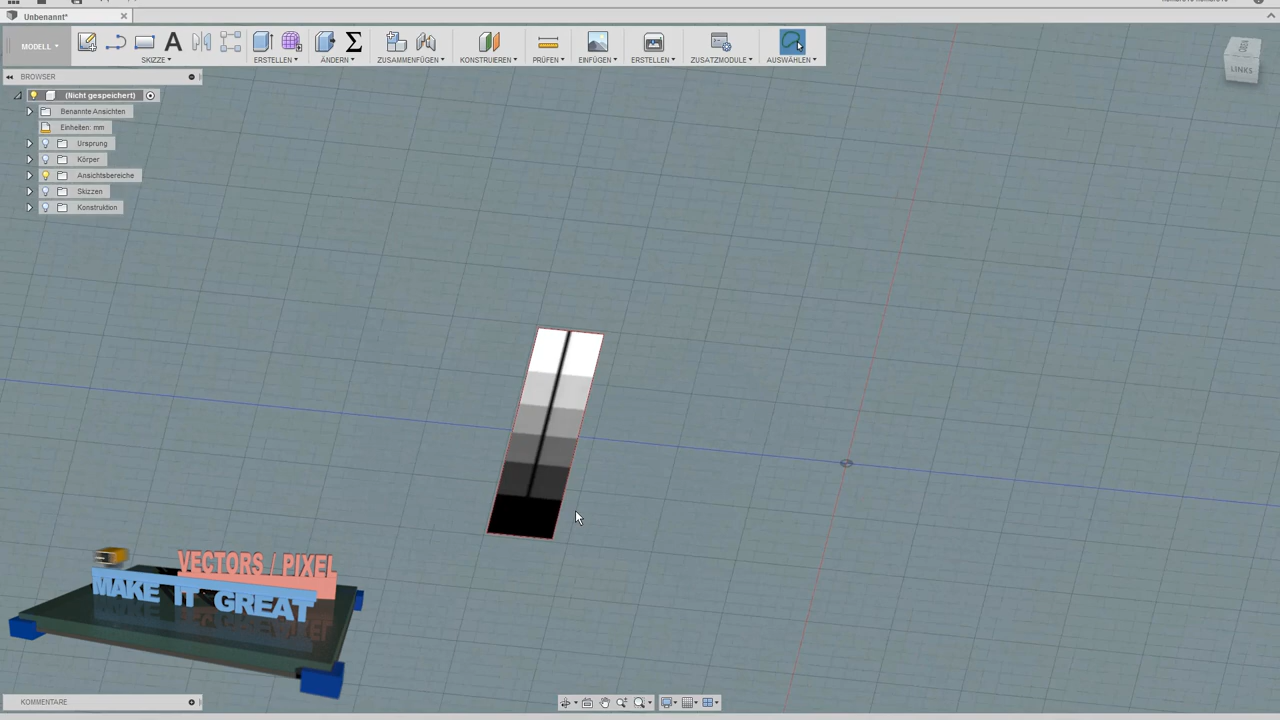 Unbenannt*
MODELL
SKIZZE
ERSTELLEN
ÄNDERN
ZUSAMMENFÜGEN
KONSTRUIEREN
PRÜFEN
EINFÜGEN
ERSTELLEN
ZUSATZMODULE
AUSWÄHLEN
BROWSER
(Nicht gespeichert)
Benannte Ansichten
Einheiten: mm
Ursprung
Körper
Ansichtsbereiche
Skizzen
Konstruktion
LINKS
VECTORS / PIXEL
MAKE IT GREAT
KOMMENTARE